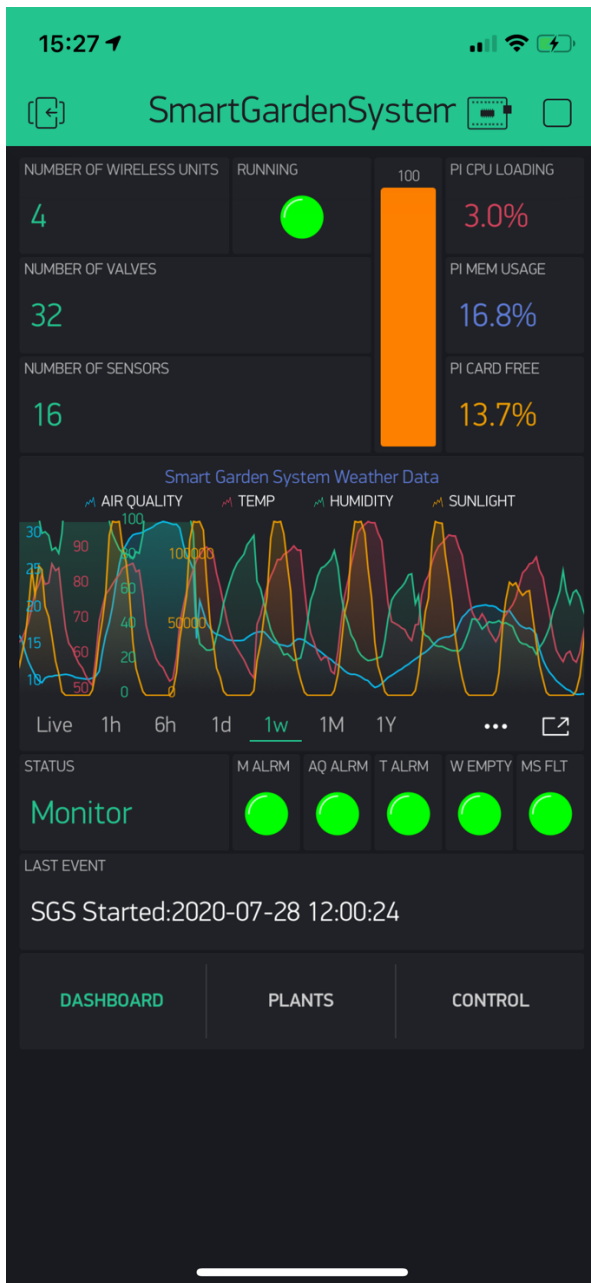 15:27
SmartGardenSystem
NUMBER OF WIRELESS UNITS
RUNNING
100
PI CPU LOADING
4
3.0%
NUMBER OF VALVES
PI MEM USAGE
32
16.8%
NUMBER OF SENSORS
PI CARD FREE
16
13.7%
Smart Garden System Weather Data
AIR QUALITY TEMP HUMIDITY SUNLIGHT
30 90 100 100000
25 80 80
20 70 60 50000
15 60 40
10 50 20
0 0
Live 1h 6h 1d 1w 1M 1Y
STATUS M ALRM AQ ALRM T ALRM W EMPTY MS FLT
Monitor
LAST EVENT
SGS Started:2020-07-28 12:00:24
DASHBOARD PLANTS CONTROL